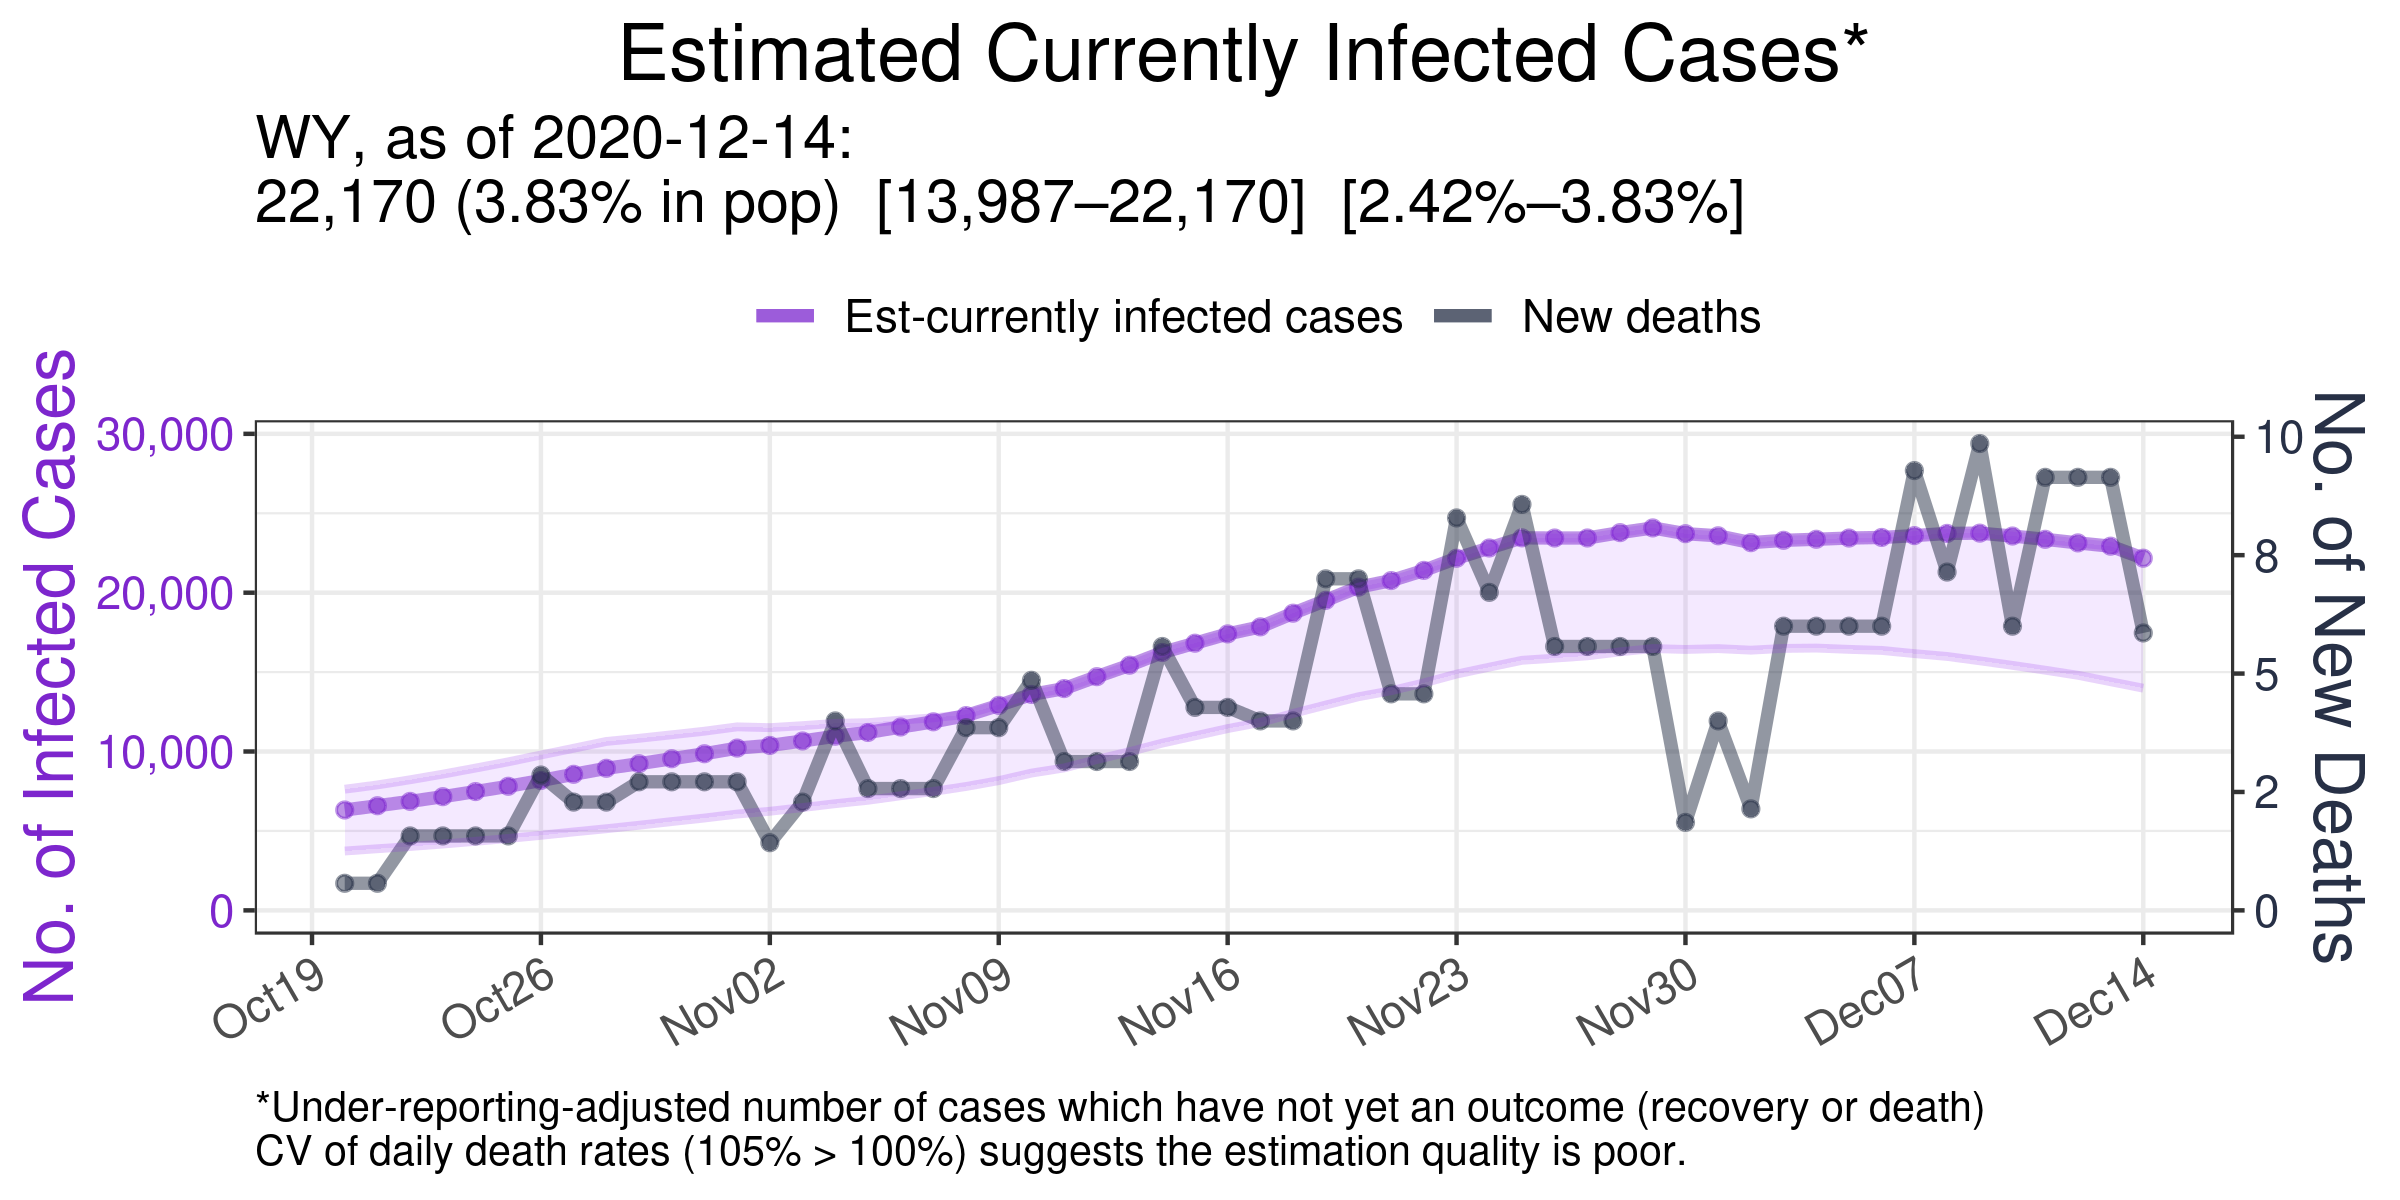 Estimated Currently Infected Cases*
WY, as of 2020-12-14:
22,170 (3.83% in pop) [13,987–22,170] [2.42%–3.83%]
Est-currently infected cases
New deaths
No. of Infected Cases
30,000
20,000
10,000
0
10
8
5
2
0
No. of New Deaths
Oct19
Oct26
Nov02
Nov09
Nov16
Nov23
Nov30
Dec07
Dec14
*Under-reporting-adjusted number of cases which have not yet an outcome (recovery or death)
CV of daily death rates (105% > 100%) suggests the estimation quality is poor.